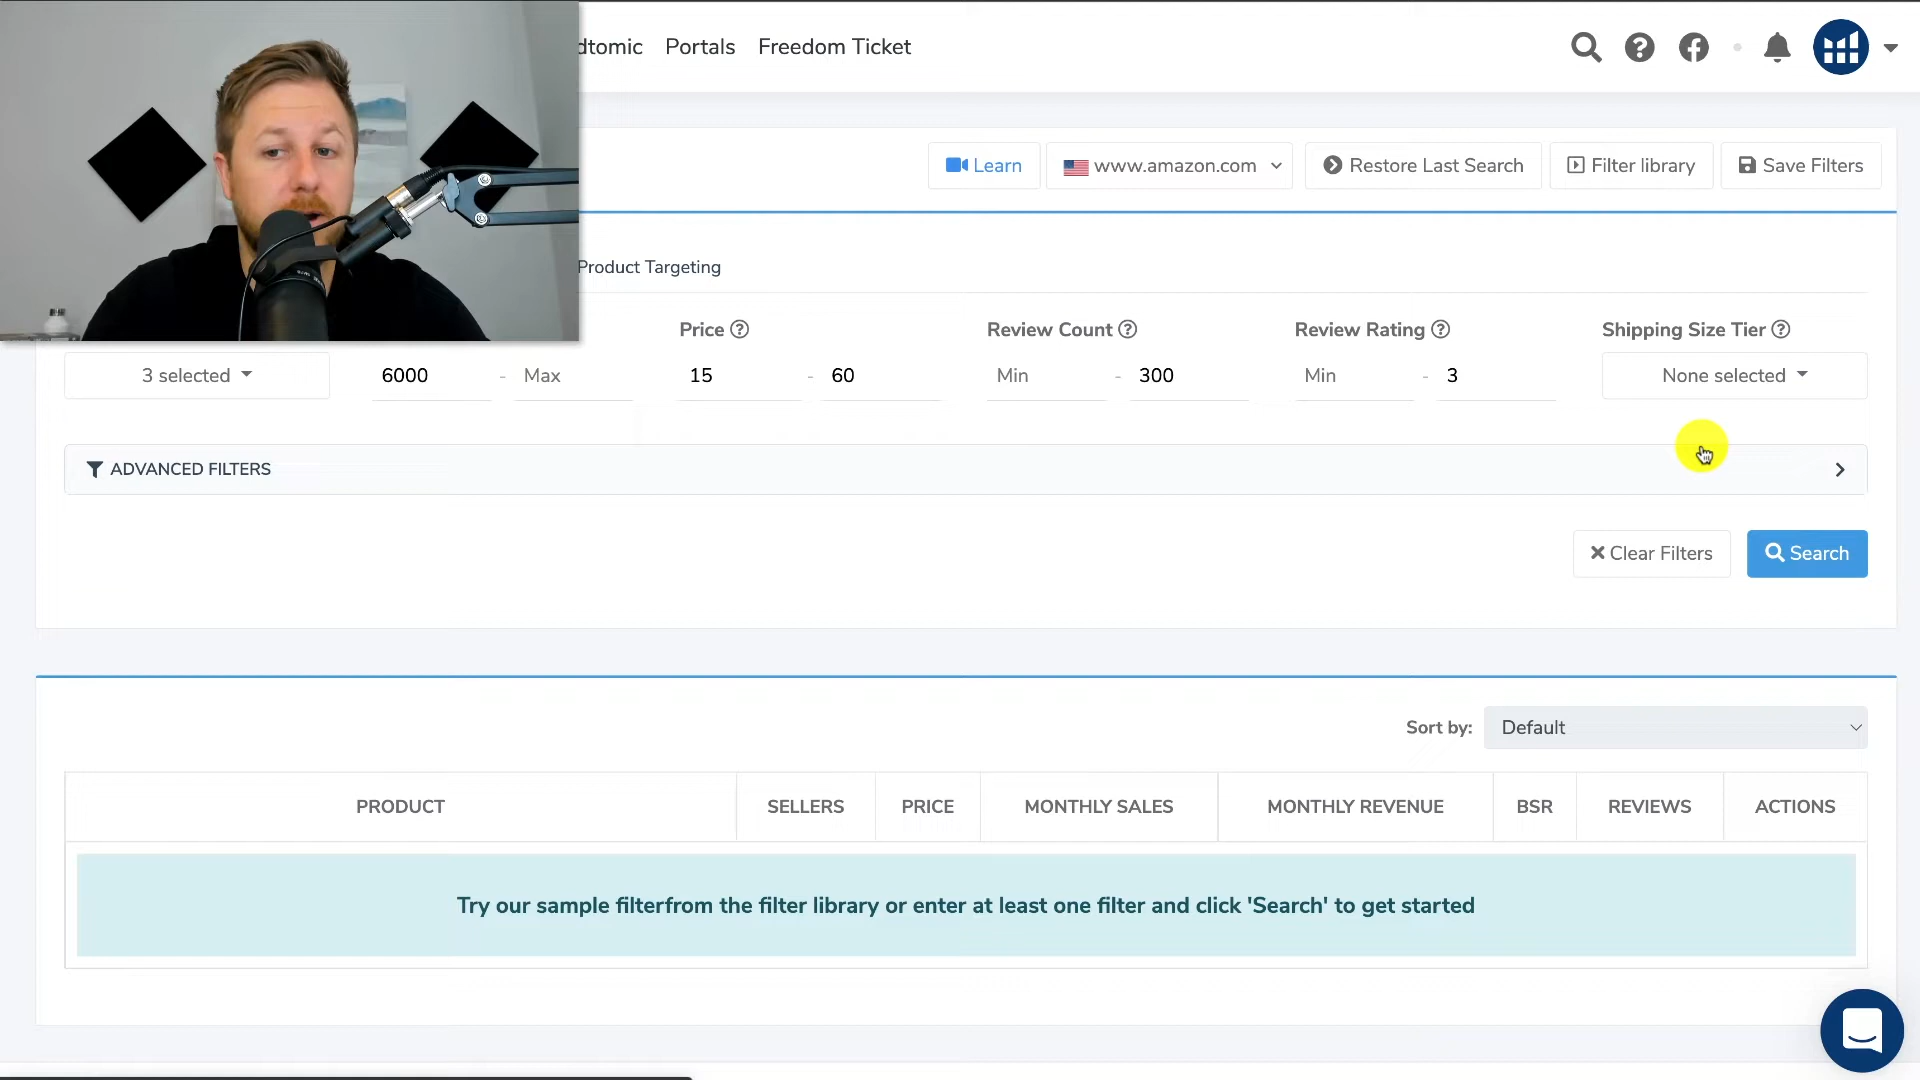 Portals Freedom Ticket
Learn www.amazon.com Restore Last Search Filter library Save Filters
Product Targeting
Price Review Count Review Rating Shipping Size Tier
3 selected 6000 - Max 15 - 60 Min - 300 Min - 3 None selected
ADVANCED FILTERS
Clear Filters Search
Sort by: Default
PRODUCT SELLERS PRICE MONTHLY SALES MONTHLY REVENUE BSR REVIEWS ACTIONS
Try our sample filterfrom the filter library or enter at least one filter and click 'Search' to get started